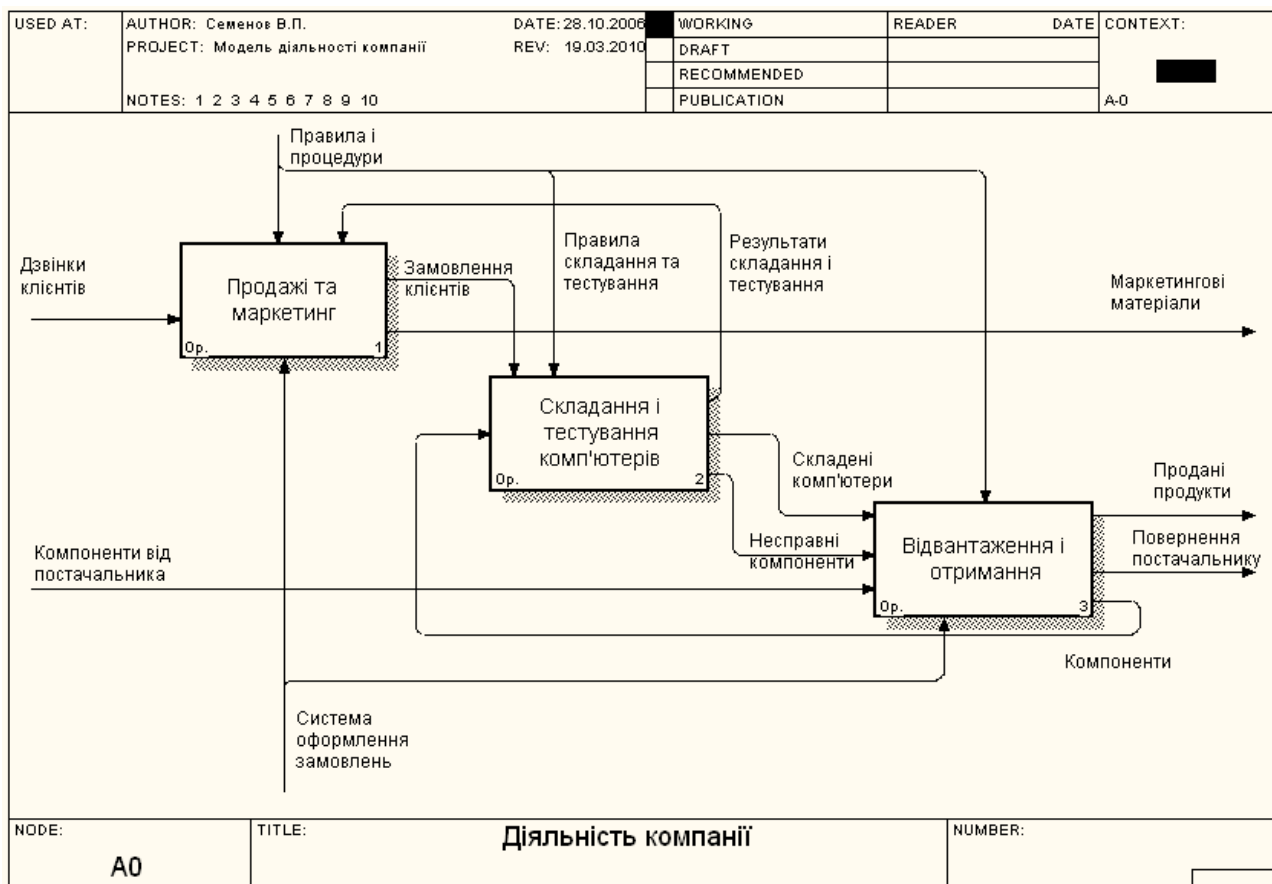 USED AT:
AUTHOR: Семенов В.П.
DATE: 28.10.2006
PROJECT: Модель діальності компанії
REV: 19.03.2010
NOTES: 1 2 3 4 5 6 7 8 9 10
WORKING
DRAFT
RECOMMENDED
PUBLICATION
READER
DATE
CONTEXT:
A-0
Правила і
процедури
Дзвінки
клієнтів
Продажі та
маркетинг
0р.
1
Замовлення
клієнтів
Правила
складання та
тестування
Результати
складання і
тестування
Маркетингові
матеріали
Складання і
тестування
комп'ютерів
0р.
2
Складені
комп'ютери
Продані
продукти
Компоненти від
постачальника
Несправні
компоненти
Відвантаження і
отримання
0р.
3
Повернення
постачальнику
Компоненти
Система
оформлення
замовлень
NODE:
A0
TITLE:
Діяльність компанії
NUMBER: